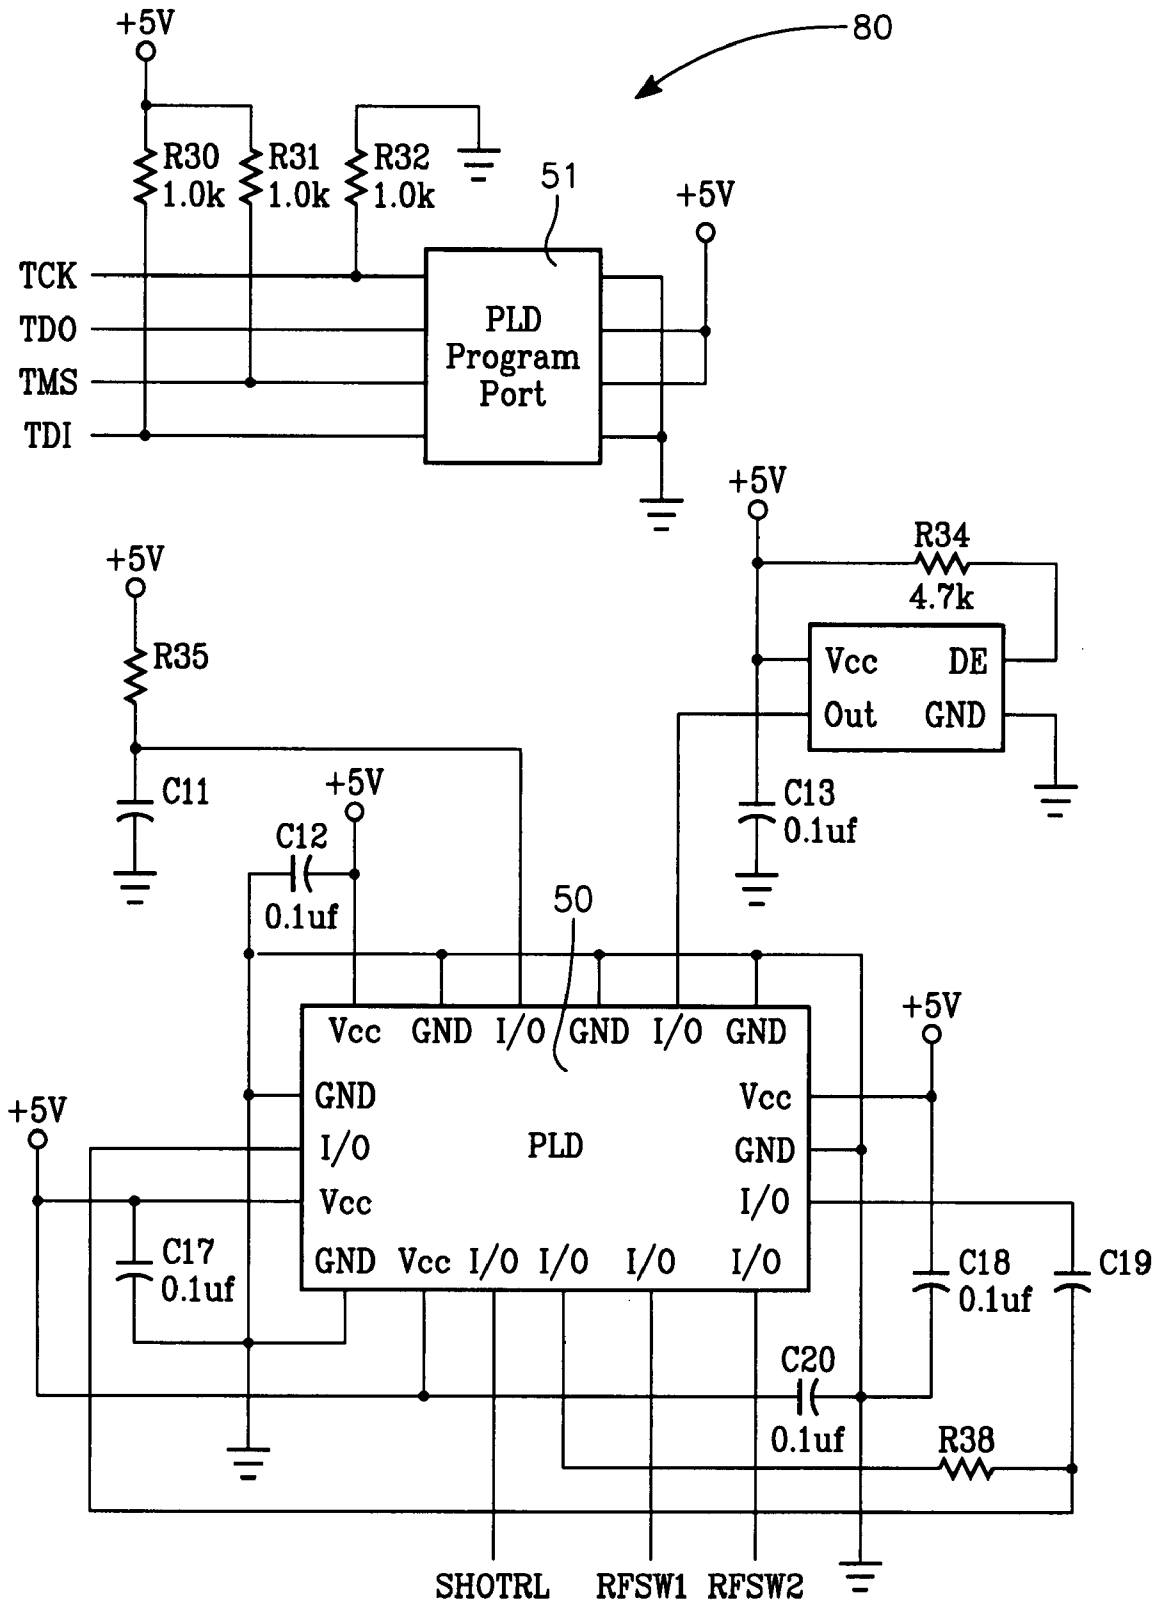 +5V
80
R30
1.0k
R31
1.0k
R32
1.0k
51
+5V
TCK
TDO
TMS
TDI
PLD
Program
Port
+5V
R34
4.7k
+5V
R35
Vcc
DE
Out
GND
C11
+5V
C13
0.1uf
C12
0.1uf
50
Vcc GND I/O GND I/O GND
+5V
GND
Vcc
+5V
I/O
PLD
GND
Vcc
I/O
C17
0.1uf
GND Vcc I/O I/O I/O I/O
C18
0.1uf
C19
C20
0.1uf
R38
SHOTRL RFSW1 RFSW2